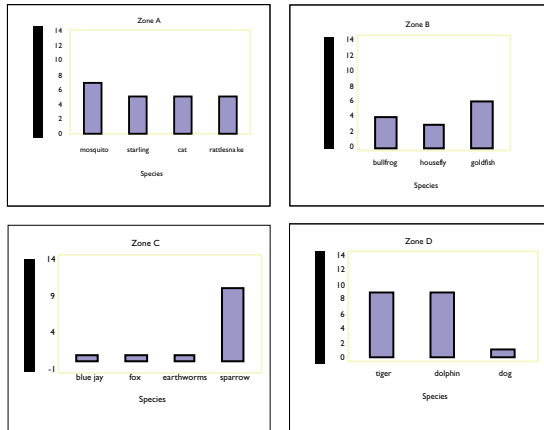 Zone A
14
12
10
8
6
4
2
0
mosquito starling cat rattlesnake
Species
Zone B
14
12
10
8
6
4
2
0
bullfrog housefly goldfish
Species
Zone C
14
9
4
-1
blue jay fox earthworms sparrow
Species
Zone D
14
12
10
8
6
4
2
0
tiger dolphin dog
Species